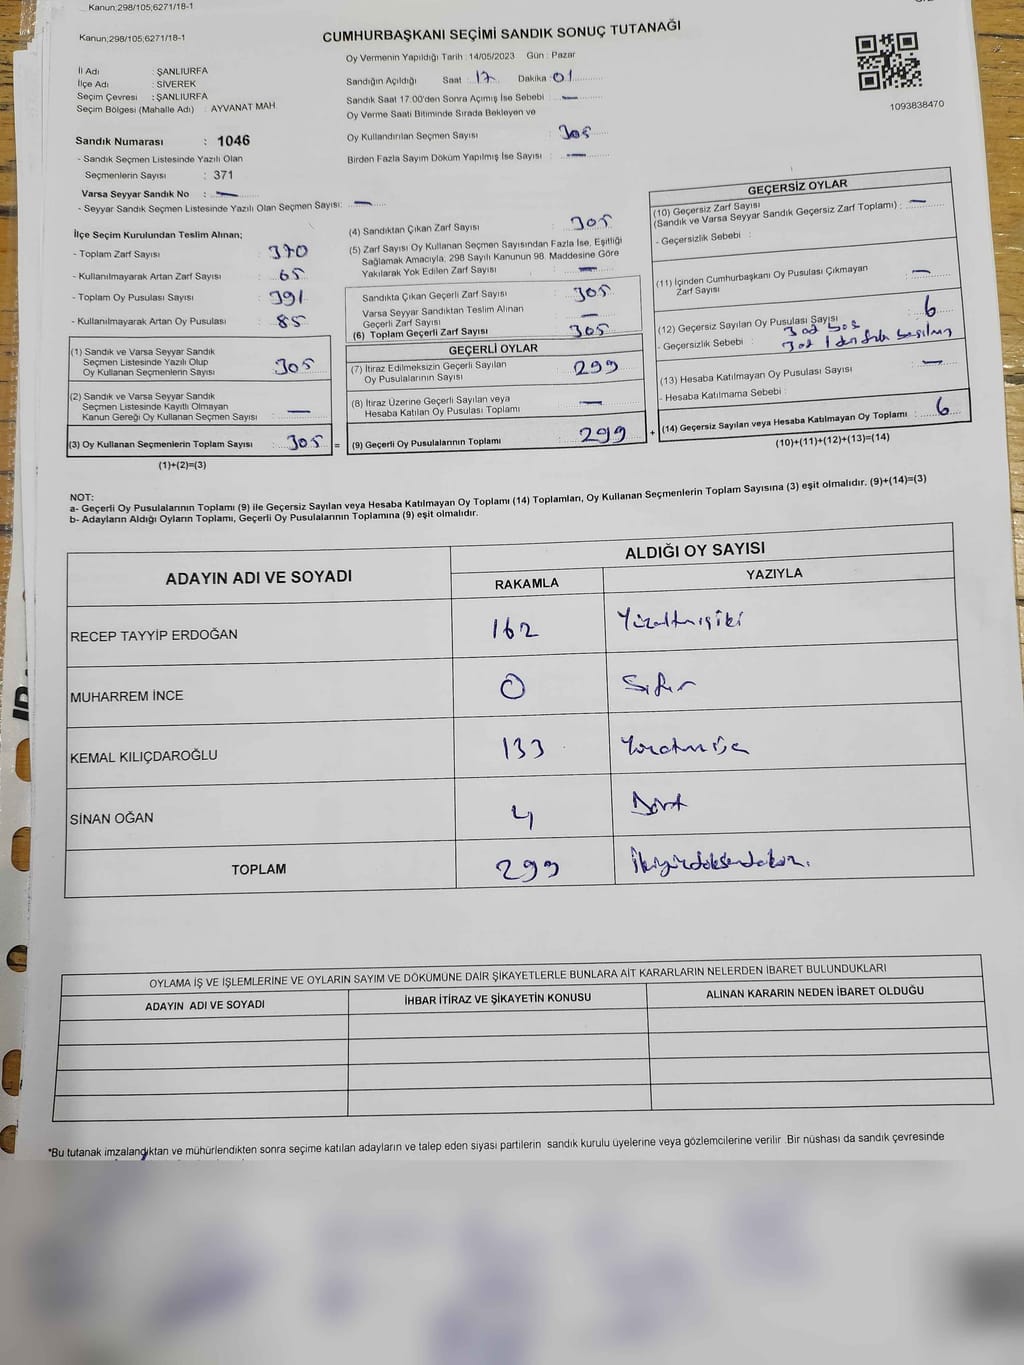 Kanun;298/105;6271/18-1
Kanun;298/105;6271/18-1
CUMHURBAŞKANI SEÇİMİ SANDIK SONUÇ TUTANAĞI
Oy Vermenin Yapıldığı Tarih : 14/05/2023 Gün : Pazar
İl Adı : ŞANLIURFA
İlçe Adı : SİVEREK
Seçim Çevresi : ŞANLIURFA
Seçim Bölgesi (Mahalle Adı) : AYVANAT MAH.
Sandık Numarası : 1046
- Sandık Seçmen Listesinde Yazılı Olan
Seçmenlerin Sayısı : 371
Varsa Seyyar Sandık No : —
- Seyyar Sandık Seçmen Listesinde Yazılı Olan Seçmen Sayısı: —
Sandığın Açıldığı Saat : 17 Dakika : 01
Sandık Saat 17:00'den Sonra Açımış İse Sebebi : —
Oy Verme Saati Bitiminde Sırada Bekleyen ve
Oy Kullandırılan Seçmen Sayısı : 305
Birden Fazla Sayım Döküm Yapılmış İse Sayısı : —
1093838470
İlçe Seçim Kurulundan Teslim Alınan;
- Toplam Zarf Sayısı : 370
- Kullanılmayarak Artan Zarf Sayısı : 65
- Toplam Oy Pusulası Sayısı : 391
- Kullanılmayarak Artan Oy Pusulası : 85
(1) Sandık ve Varsa Seyyar Sandık
Seçmen Listesinde Yazılı Olup
Oy Kullanan Seçmenlerin Sayısı : 305
(2) Sandık ve Varsa Seyyar Sandık
Seçmen Listesinde Kayıtlı Olmayan
Kanun Gereği Oy Kullanan Seçmen Sayısı : —
(3) Oy Kullanan Seçmenlerin Toplam Sayısı : 305 =
(1)+(2)=(3)
(4) Sandıktan Çıkan Zarf Sayısı : 305
(5) Zarf Sayısı Oy Kullanan Seçmen Sayısından Fazla İse, Eşitliği
Sağlamak Amacıyla; 298 Sayılı Kanunun 98. Maddesine Göre
Yakılarak Yok Edilen Zarf Sayısı : —
Sandıkta Çıkan Geçerli Zarf Sayısı : 305
Varsa Seyyar Sandıktan Teslim Alınan
Geçerli Zarf Sayısı : —
(6) Toplam Geçerli Zarf Sayısı : 305
GEÇERLİ OYLAR
(7) İtiraz Edilmeksizin Geçerli Sayılan
Oy Pusulalarının Sayısı : 299
(8) İtiraz Üzerine Geçerli Sayılan veya
Hesaba Katılan Oy Pusulası Toplamı : —
(9) Geçerli Oy Pusulalarının Toplamı : 299 +
GEÇERSİZ OYLAR
(10) Geçersiz Zarf Sayısı
(Sandık ve Varsa Seyyar Sandık Geçersiz Zarf Toplamı) : —
- Geçersizlik Sebebi :
(11) İçinden Cumhurbaşkanı Oy Pusulası Çıkmayan
Zarf Sayısı : —
(12) Geçersiz Sayılan Oy Pusulası Sayısı : 6
- Geçersizlik Sebebi : 3 ad boş
3 ad 1 den fazla basılmış
(13) Hesaba Katılmayan Oy Pusulası Sayısı : —
- Hesaba Katılmama Sebebi :
(14) Geçersiz Sayılan veya Hesaba Katılmayan Oy Toplamı : 6
(10)+(11)+(12)+(13)=(14)
NOT:
a- Geçerli Oy Pusulalarının Toplamı (9) ile Geçersiz Sayılan veya Hesaba Katılmayan Oy Toplamı (14) Toplamları, Oy Kullanan Seçmenlerin Toplam Sayısına (3) eşit olmalıdır. (9)+(14)=(3)
b- Adayların Aldığı Oyların Toplamı, Geçerli Oy Pusulalarının Toplamına (9) eşit olmalıdır.
ADAYIN ADI VE SOYADI ALDIĞI OY SAYISI
RAKAMLA YAZIYLA
RECEP TAYYİP ERDOĞAN 162 Yüzaltmışiki
MUHARREM İNCE 0 Sıfır
KEMAL KILIÇDAROĞLU 133
SİNAN OĞAN 4 Dört
TOPLAM 299 İkiyüzdoksandokuz.
OYLAMA İŞ VE İŞLEMLERİNE VE OYLARIN SAYIM VE DÖKÜMÜNE DAİR ŞİKAYETLERLE BUNLARA AİT KARARLARIN NELERDEN İBARET BULUNDUKLARI
ADAYIN ADI VE SOYADI İHBAR İTİRAZ VE ŞİKAYETİN KONUSU ALINAN KARARIN NEDEN İBARET OLDUĞU
*Bu tutanak imzalandıktan ve mühürlendikten sonra seçime katılan adayların ve talep eden siyasi partilerin sandık kurulu üyelerine veya gözlemcilerine verilir .Bir nüshası da sandık çevresinde